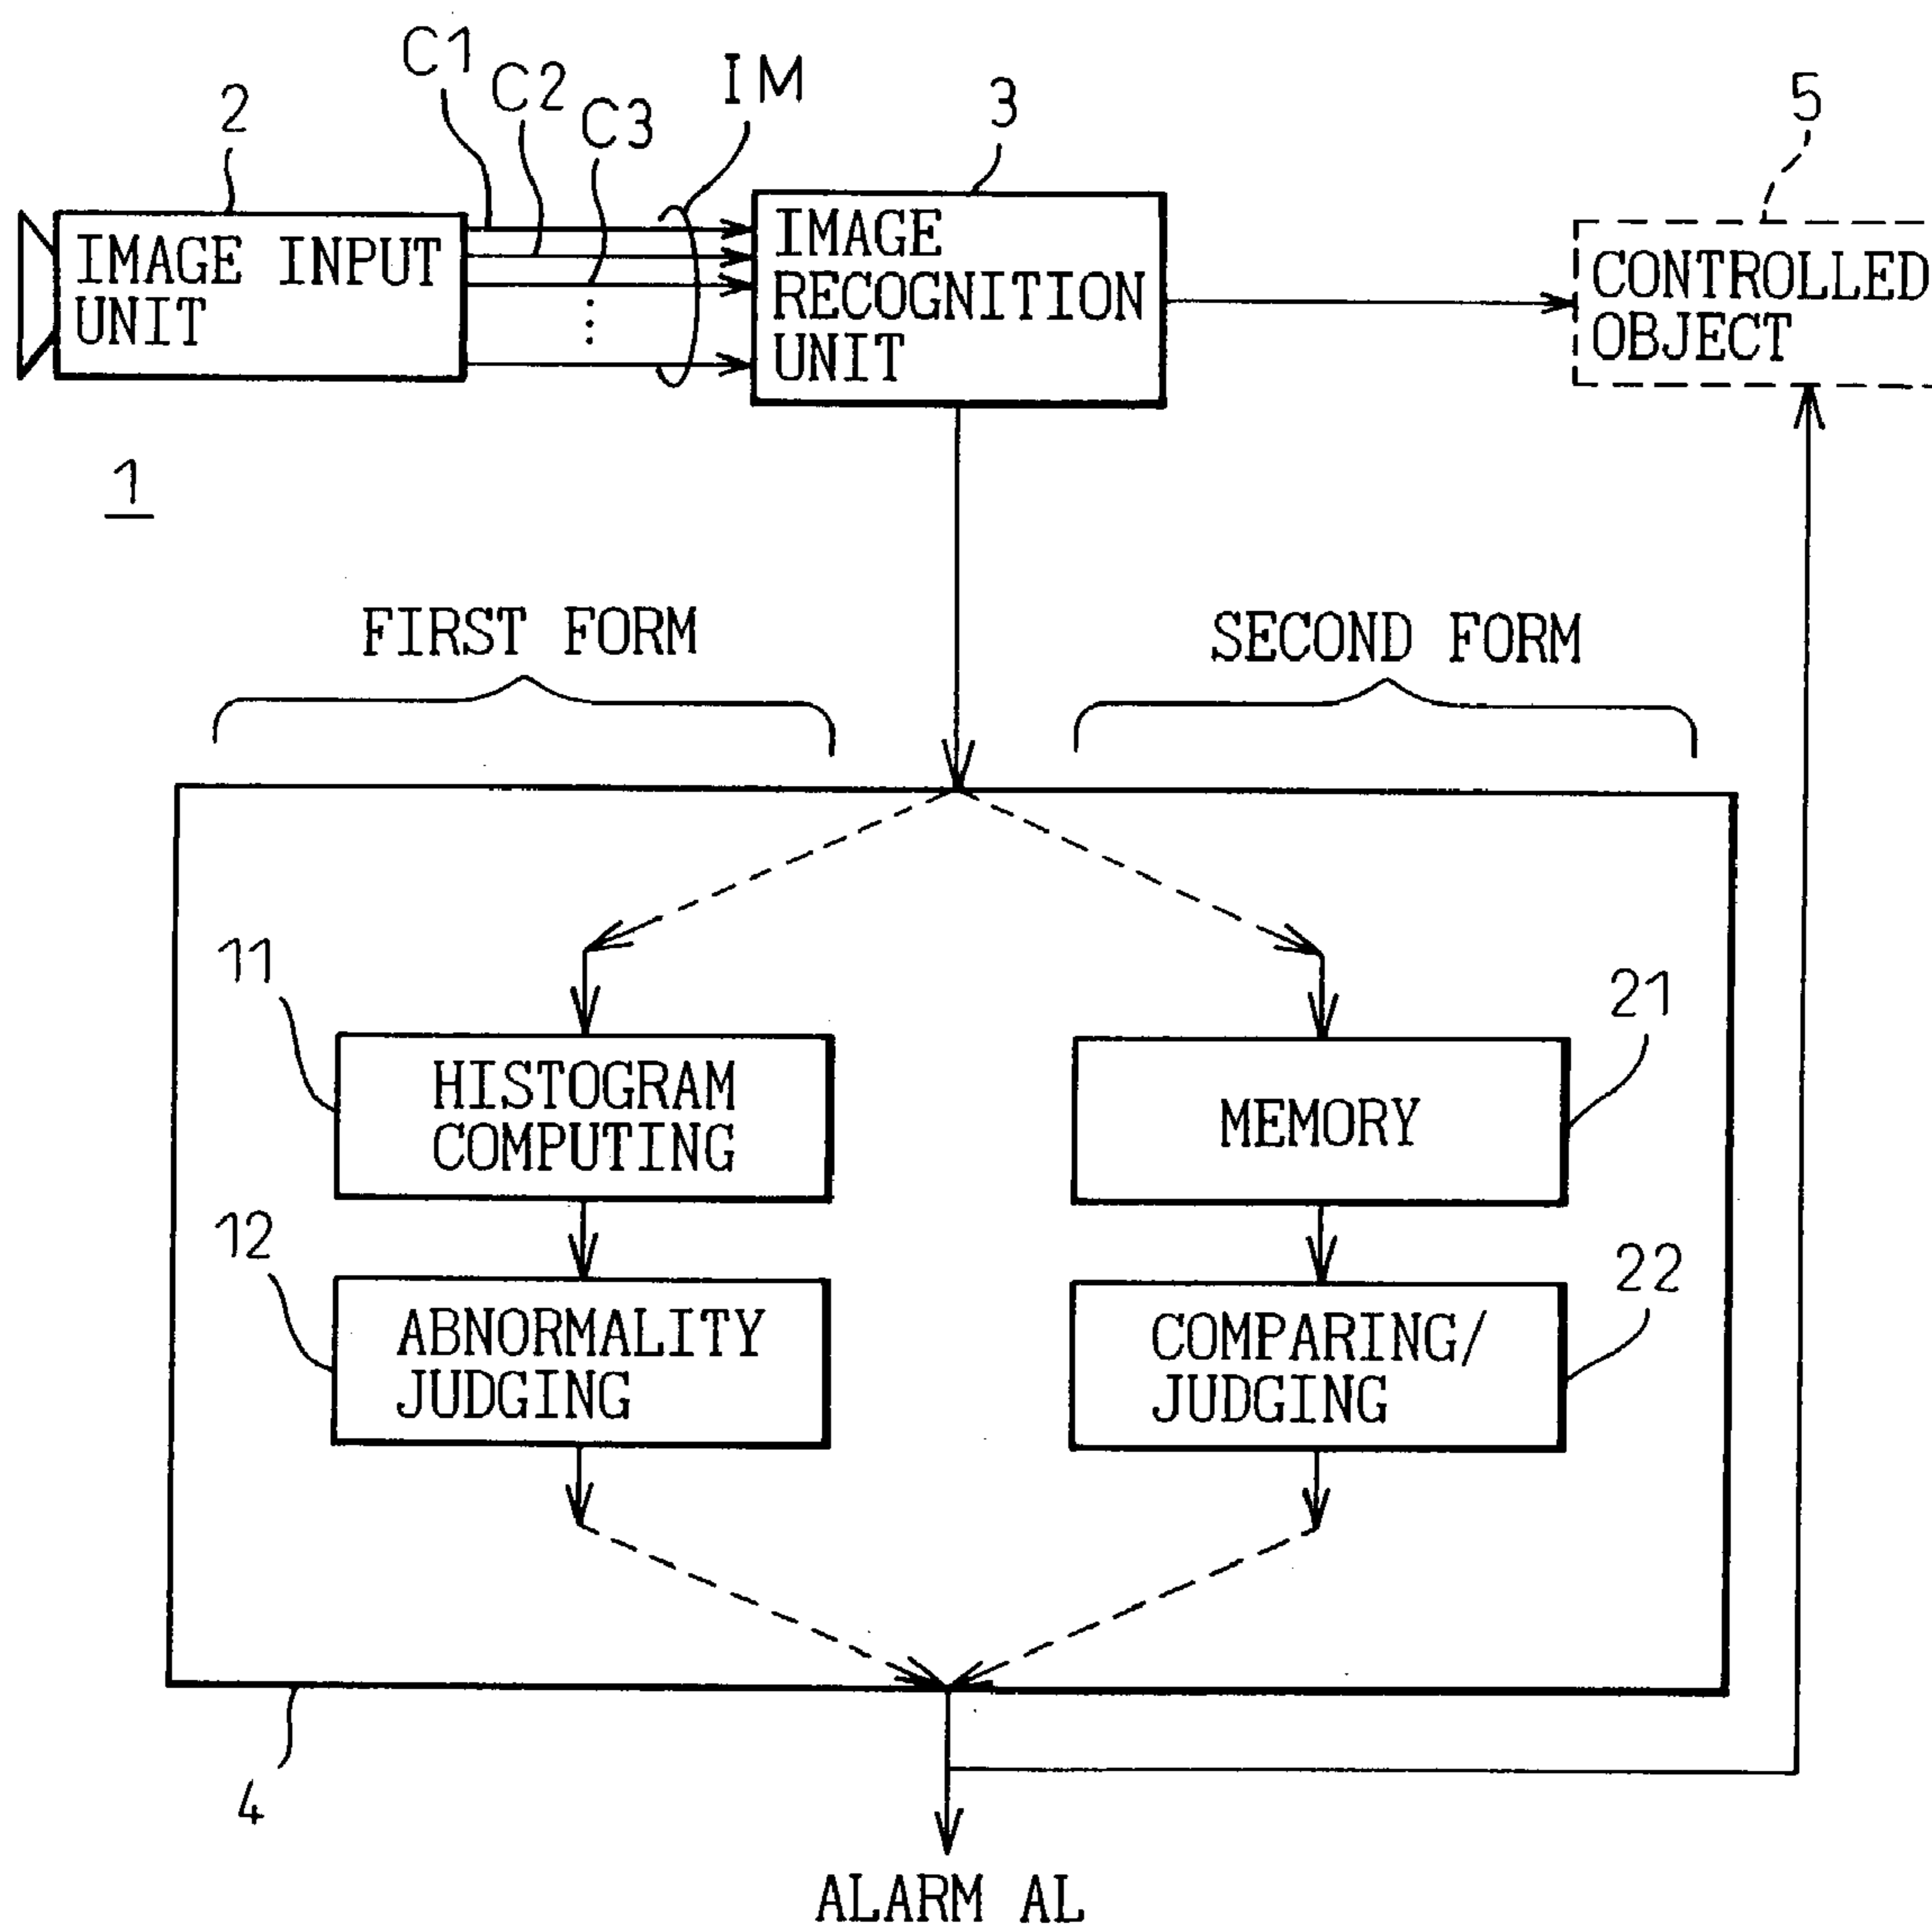 C1
C2
C3
IM
2
3
5
IMAGE INPUT
UNIT
IMAGE
RECOGNITION
UNIT
CONTROLLED
OBJECT
1
FIRST FORM
SECOND FORM
11
21
HISTOGRAM
COMPUTING
MEMORY
12
22
ABNORMALITY
JUDGING
COMPARING/
JUDGING
4
ALARM AL